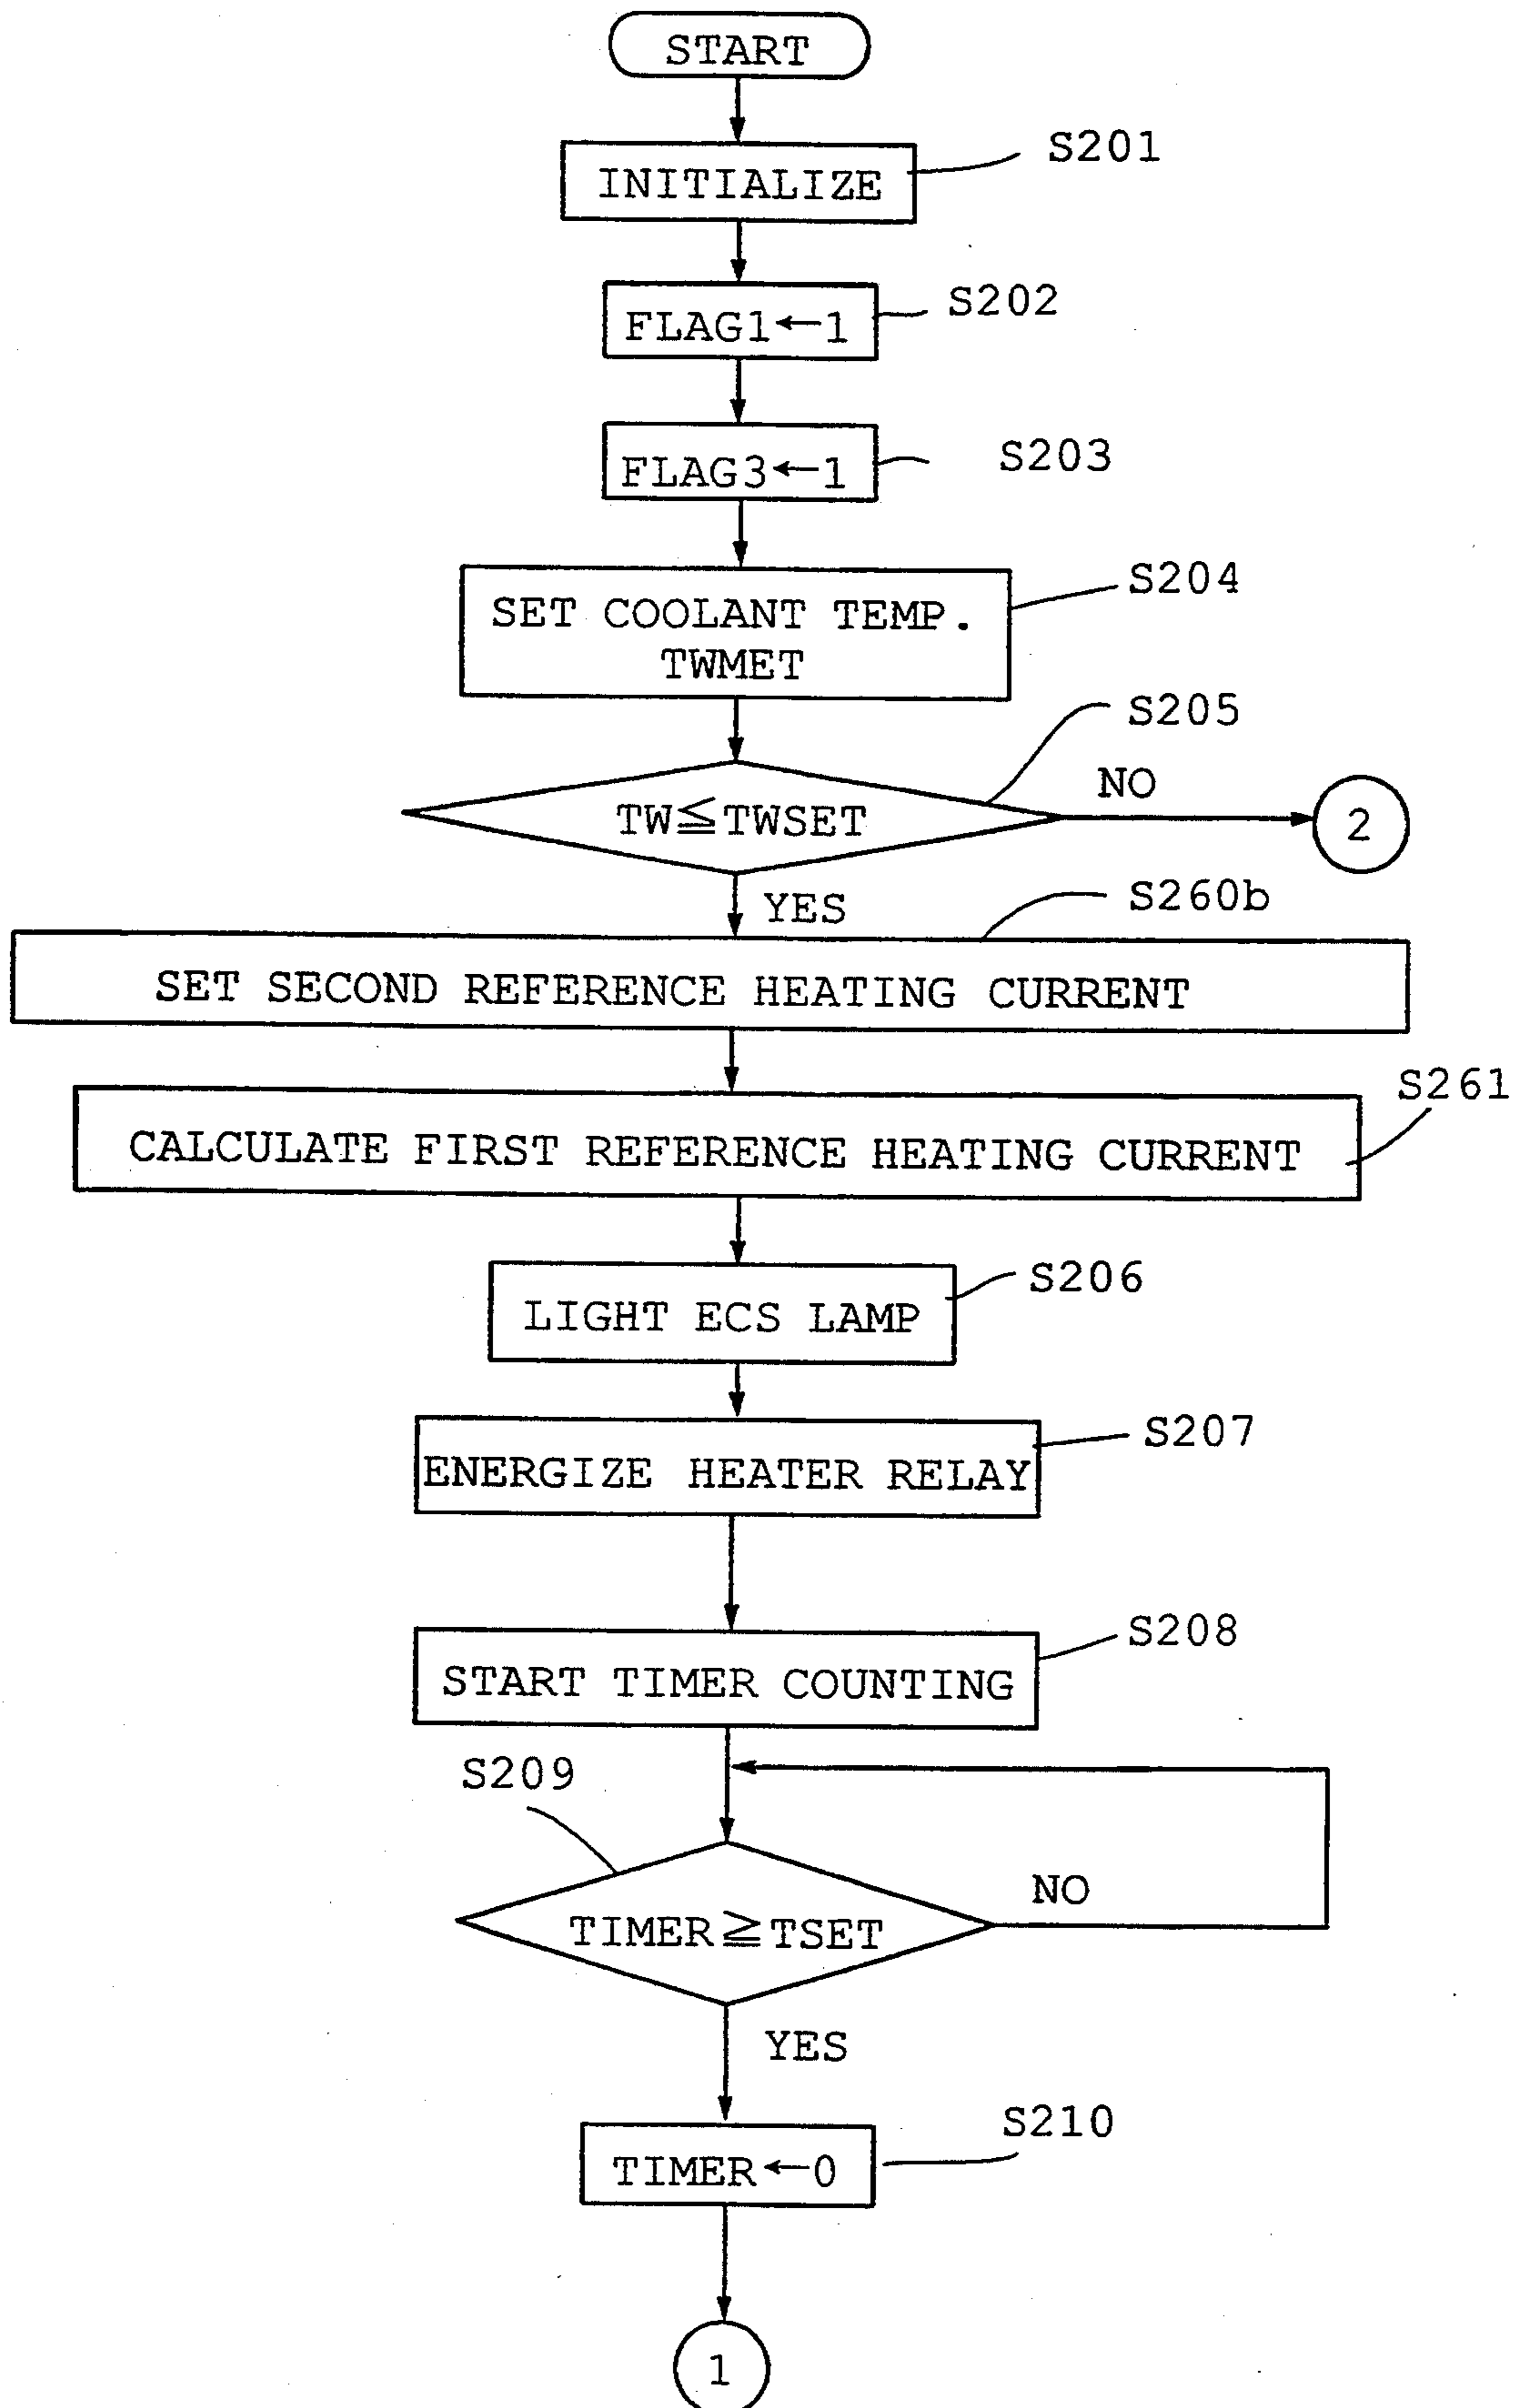 START
INITIALIZE
S201
FLAG1←1
S202
FLAG3←1
S203
SET COOLANT TEMP.
TWMET
S204
TW≦TWSET
S205
NO
2
YES
SET SECOND REFERENCE HEATING CURRENT
S260b
CALCULATE FIRST REFERENCE HEATING CURRENT
S261
LIGHT ECS LAMP
S206
ENERGIZE HEATER RELAY
S207
START TIMER COUNTING
S208
S209
TIMER≧TSET
NO
YES
TIMER←0
S210
1